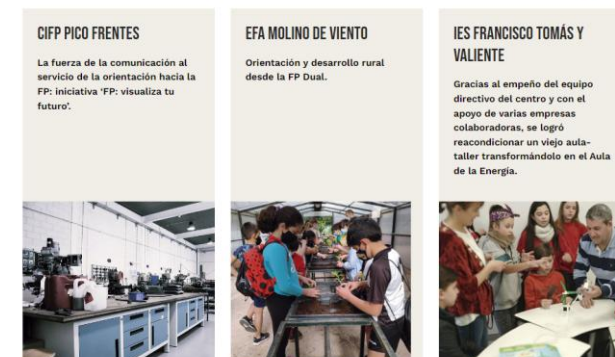 CIFP PICO FRENTES
La fuerza de la comunicación al
servicio de la orientación hacia la
FP: iniciativa ‘FP: visualiza tu
futuro’.
EFA MOLINO DE VIENTO
Orientación y desarrollo rural
desde la FP Dual.
IES FRANCISCO TOMÁS Y
VALIENTE
Gracias al empeño del equipo
directivo del centro y con el
apoyo de varias empresas
colaboradoras, se logró
reacondicionar un viejo aula-
taller transformándolo en el Aula
de la Energía.